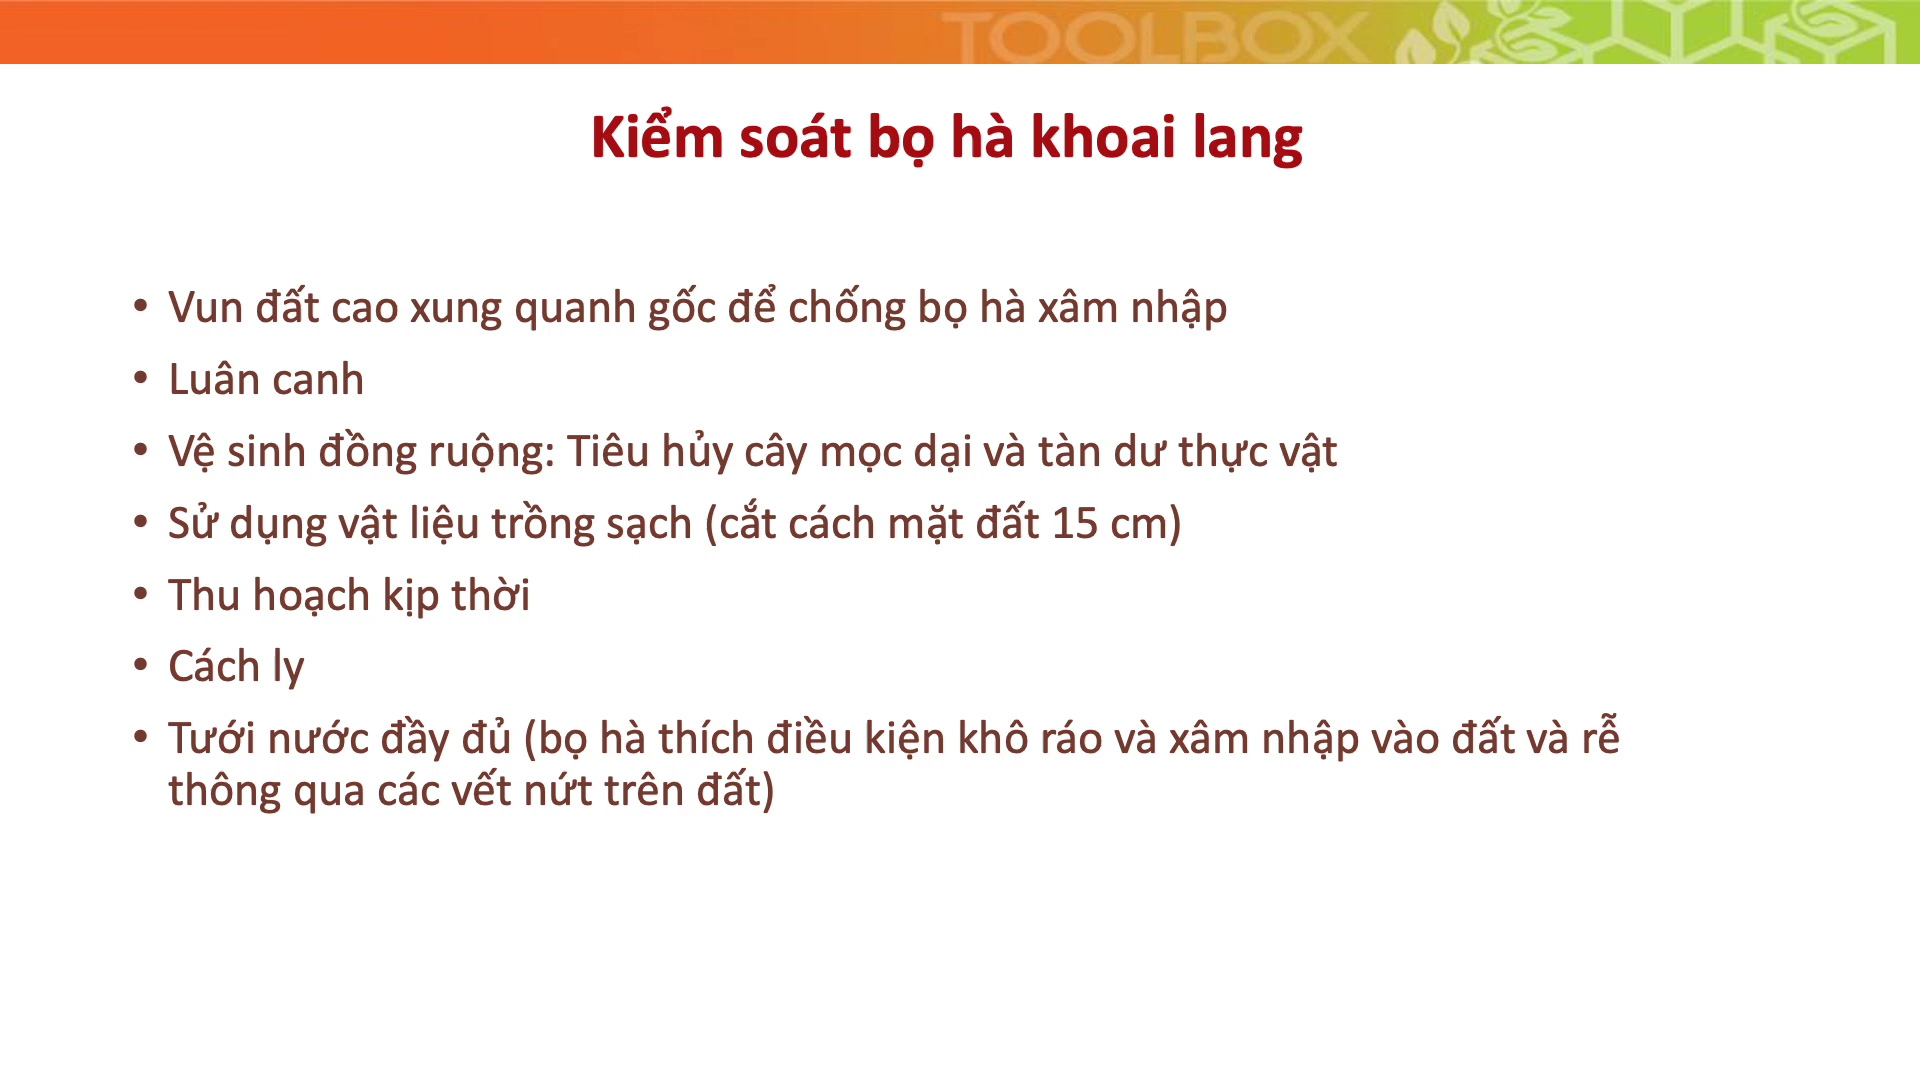 TOOLBOX
Kiểm soát bọ hà khoai lang
• Vun đất cao xung quanh gốc để chống bọ hà xâm nhập
• Luân canh
• Vệ sinh đồng ruộng: Tiêu hủy cây mọc dại và tàn dư thực vật
• Sử dụng vật liệu trồng sạch (cắt cách mặt đất 15 cm)
• Thu hoạch kịp thời
• Cách ly
• Tưới nước đầy đủ (bọ hà thích điều kiện khô ráo và xâm nhập vào đất và rễ
thông qua các vết nứt trên đất)